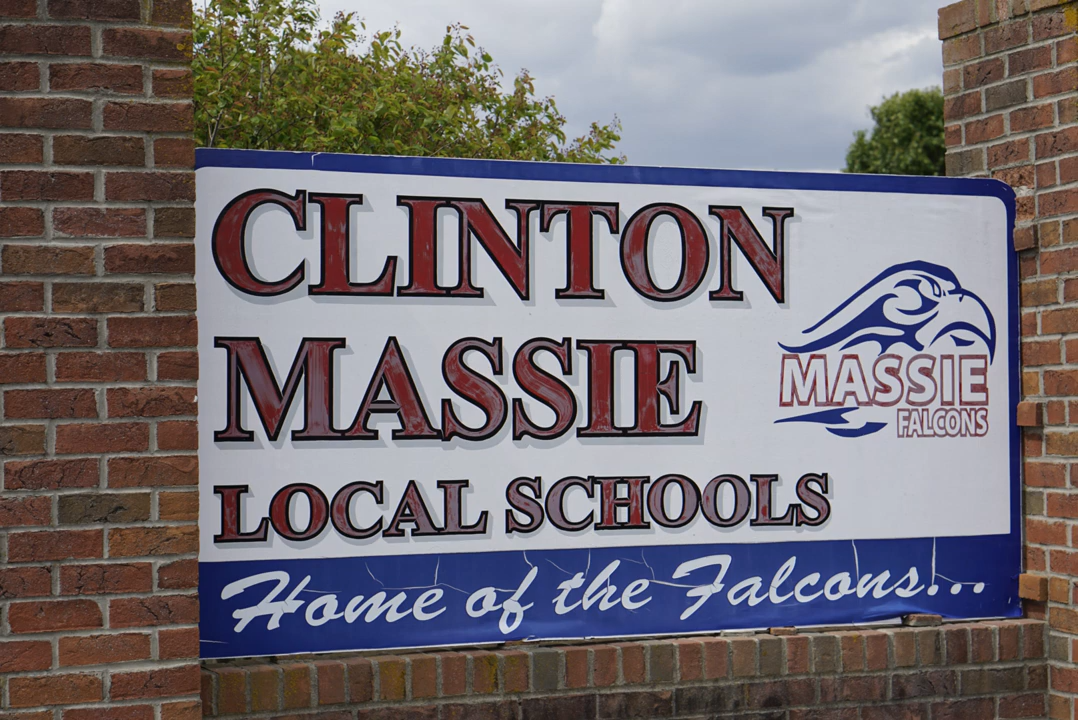 CLINTON
MASSIE
LOCAL SCHOOLS
MASSIE
FALCONS
Home of the Falcons...